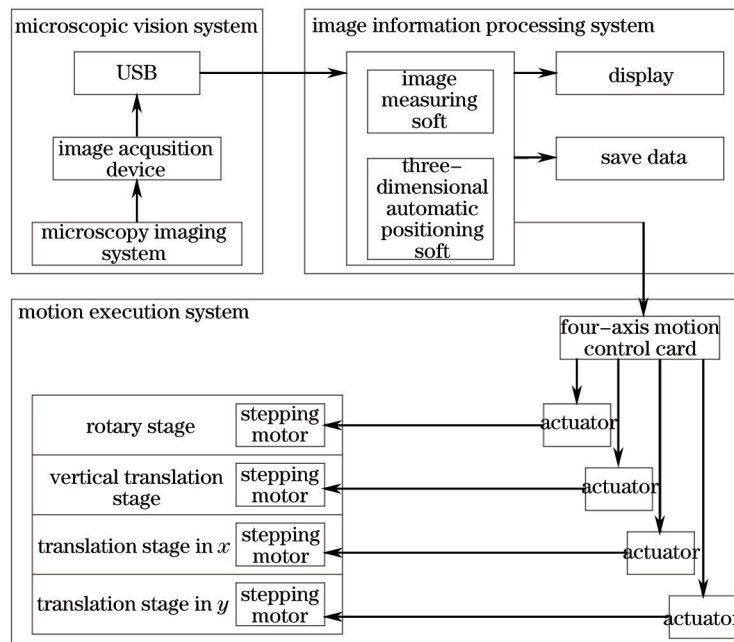 microscopic vision system
USB
image acqusition
device
microscopy imaging
system
image information processing system
image
measuring
soft
three-
dimensional
automatic
positioning
soft
display
save data
motion execution system
four-axis motion
control card
actuator
actuator
actuator
actuator
rotary stage
stepping
motor
vertical translation
stage
stepping
motor
translation stage in x
stepping
motor
translation stage in y
stepping
motor